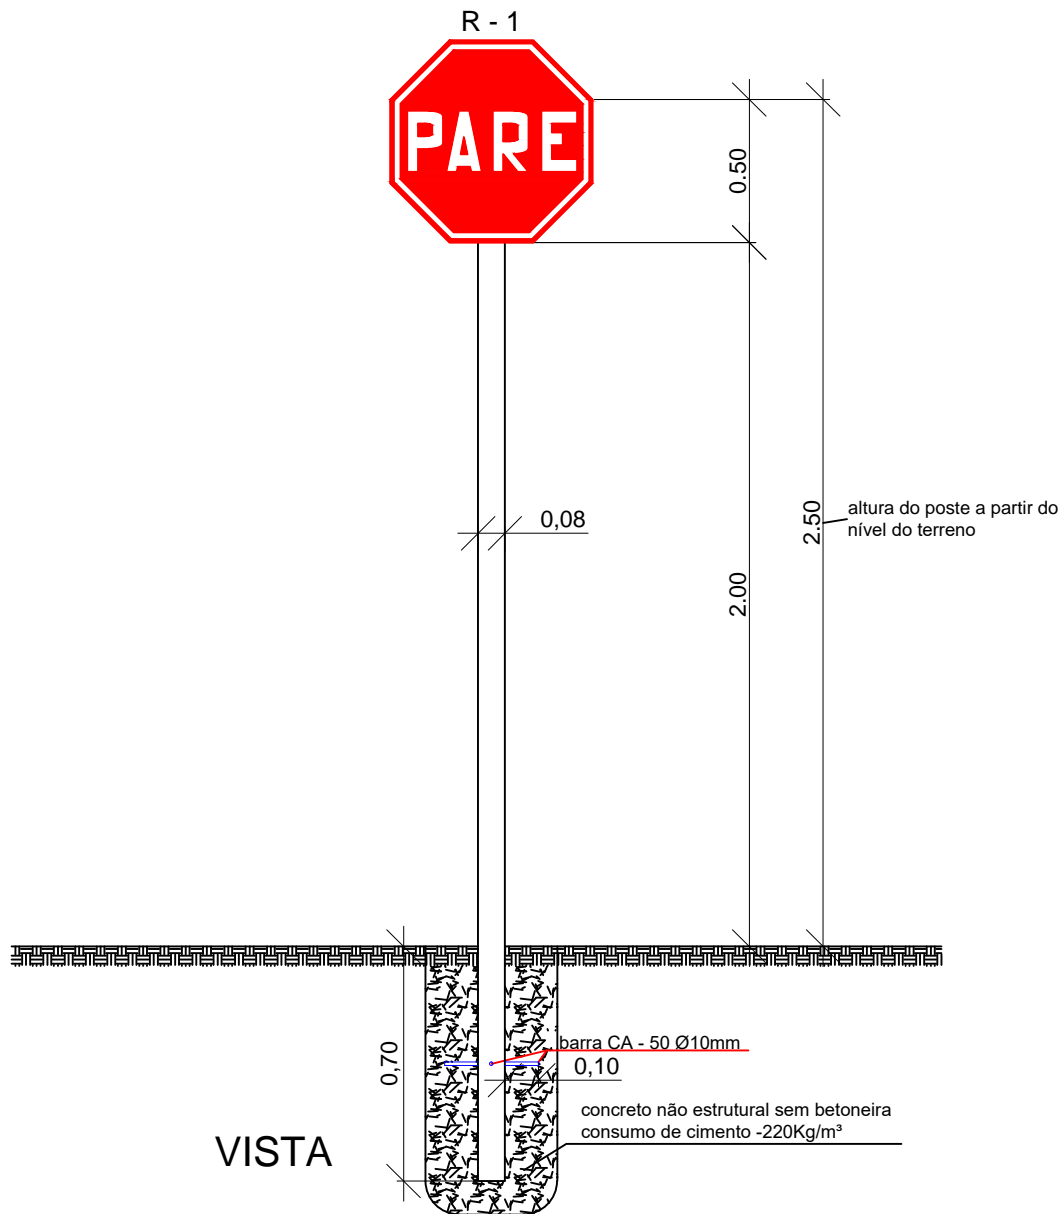 R - 1
PARE
0.50
0,08
2.50
altura do poste a partir do
nível do terreno
2.00
barra CA - 50 Ø10mm
0,70
0,10
concreto não estrutural sem betoneira
consumo de cimento -220Kg/m³
VISTA